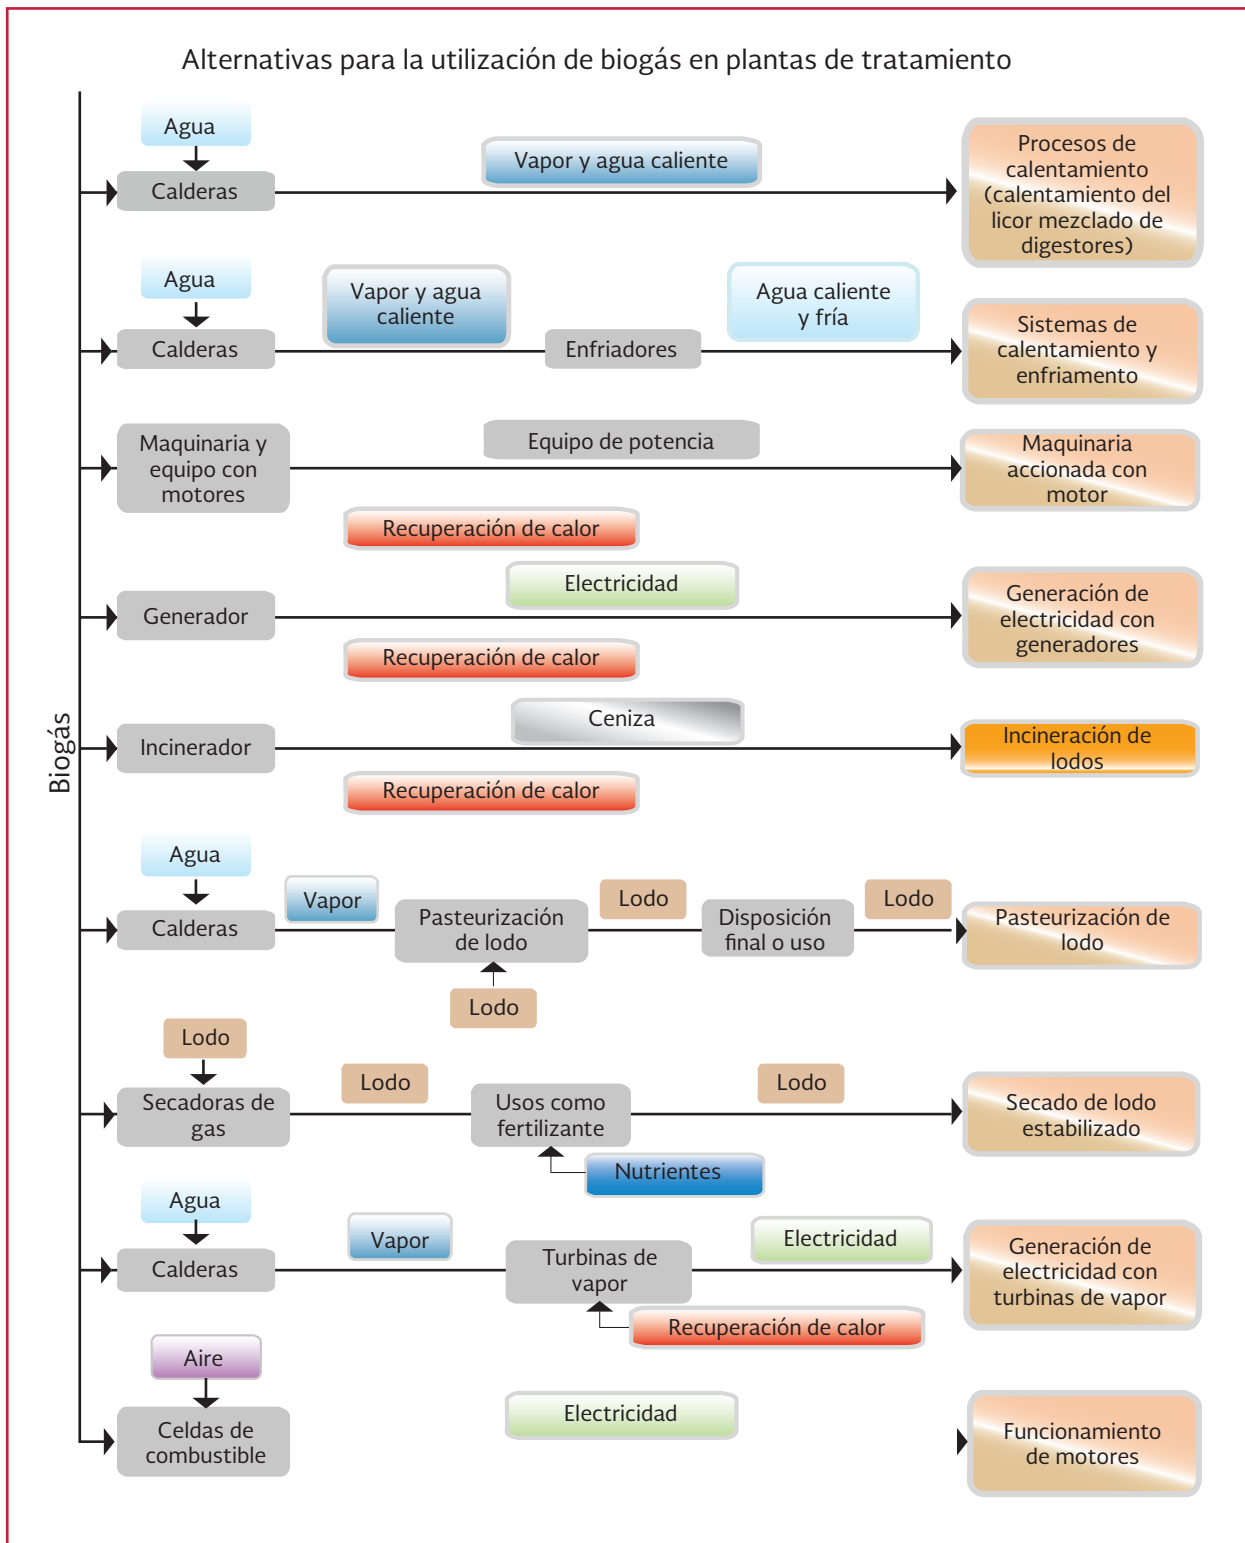 Alternativas para la utilización de biogás en plantas de tratamiento
Biogás
Agua
Calderas
Vapor y agua caliente
Procesos de
calentamiento
(calentamiento del
licor mezclado de
digestores)
Agua
Calderas
Vapor y agua
caliente
Enfriadores
Agua caliente
y fría
Sistemas de
calentamiento y
enfriamento
Maquinaria y
equipo con
motores
Equipo de potencia
Maquinaria
accionada con
motor
Recuperación de calor
Generador
Electricidad
Generación de
electricidad con
generadores
Recuperación de calor
Incinerador
Ceniza
Incineración de
lodos
Recuperación de calor
Agua
Calderas
Vapor
Pasteurización
de lodo
Lodo
Lodo
Disposición
final o uso
Lodo
Pasteurización de
lodo
Lodo
Secadoras de
gas
Lodo
Usos como
fertilizante
Nutrientes
Lodo
Secado de lodo
estabilizado
Agua
Calderas
Vapor
Turbinas de
vapor
Recuperación de calor
Electricidad
Generación de
electricidad con
turbinas de vapor
Aire
Celdas de
combustible
Electricidad
Funcionamiento
de motores